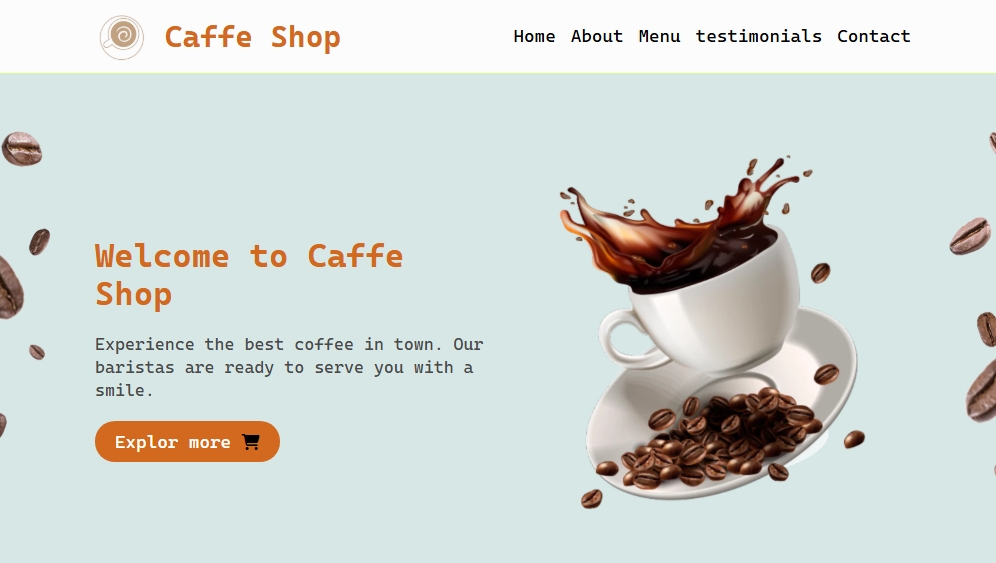 Caffe Shop
Home About Menu testimonials Contact
Welcome to Caffe
Shop
Experience the best coffee in town. Our
baristas are ready to serve you with a
smile.
Explor more